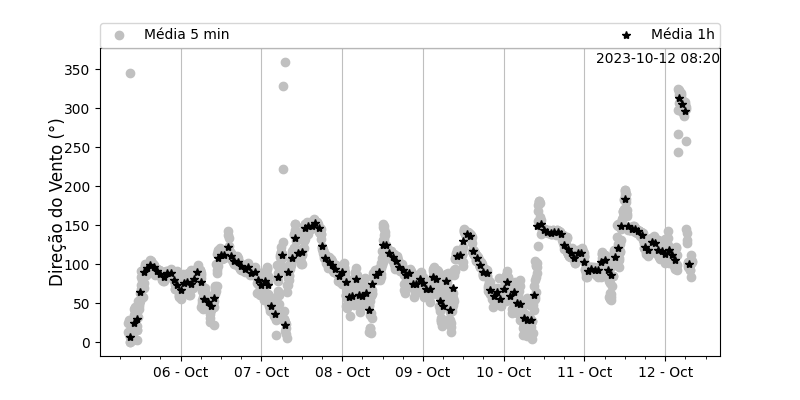 Média 5 min
Média 1h
2023-10-12 08:20
Direção do Vento (°)
350
300
250
200
150
100
50
0
06 - Oct
07 - Oct
08 - Oct
09 - Oct
10 - Oct
11 - Oct
12 - Oct